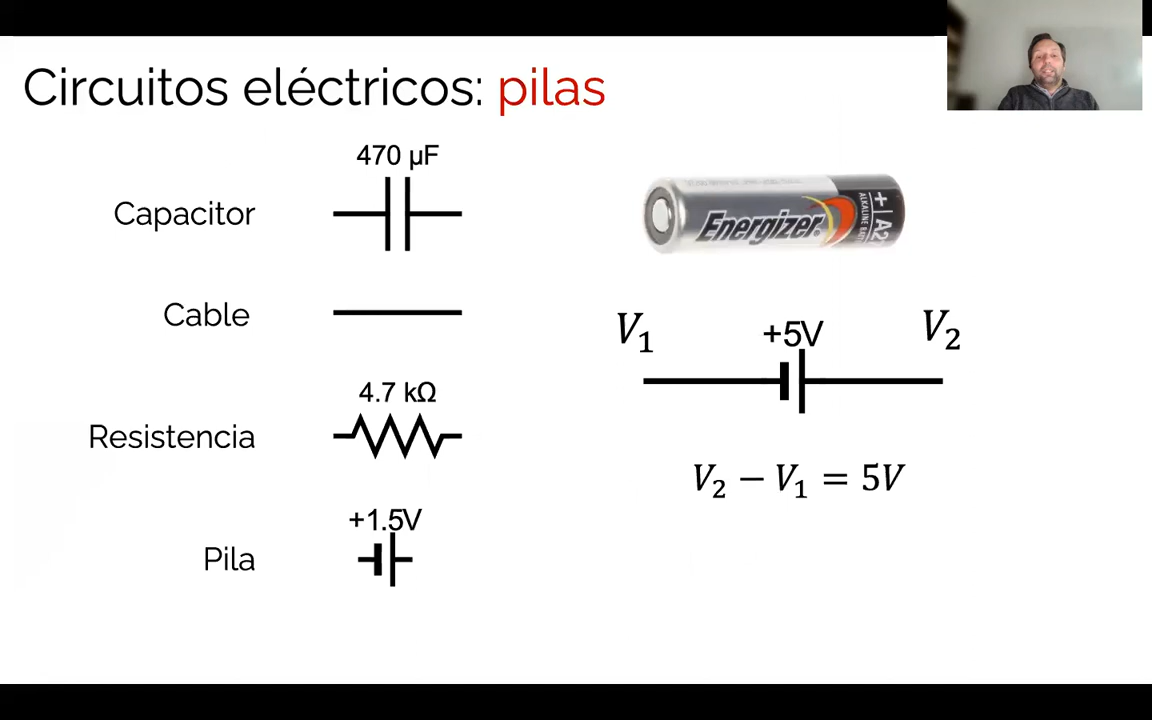 Circuitos eléctricos: pilas
470 µF
Capacitor
Cable
4.7 kΩ
Resistencia
+1.5V
Pila
Energizer
+
A2
V₁
+5V
V₂
V₂ − V₁ = 5V